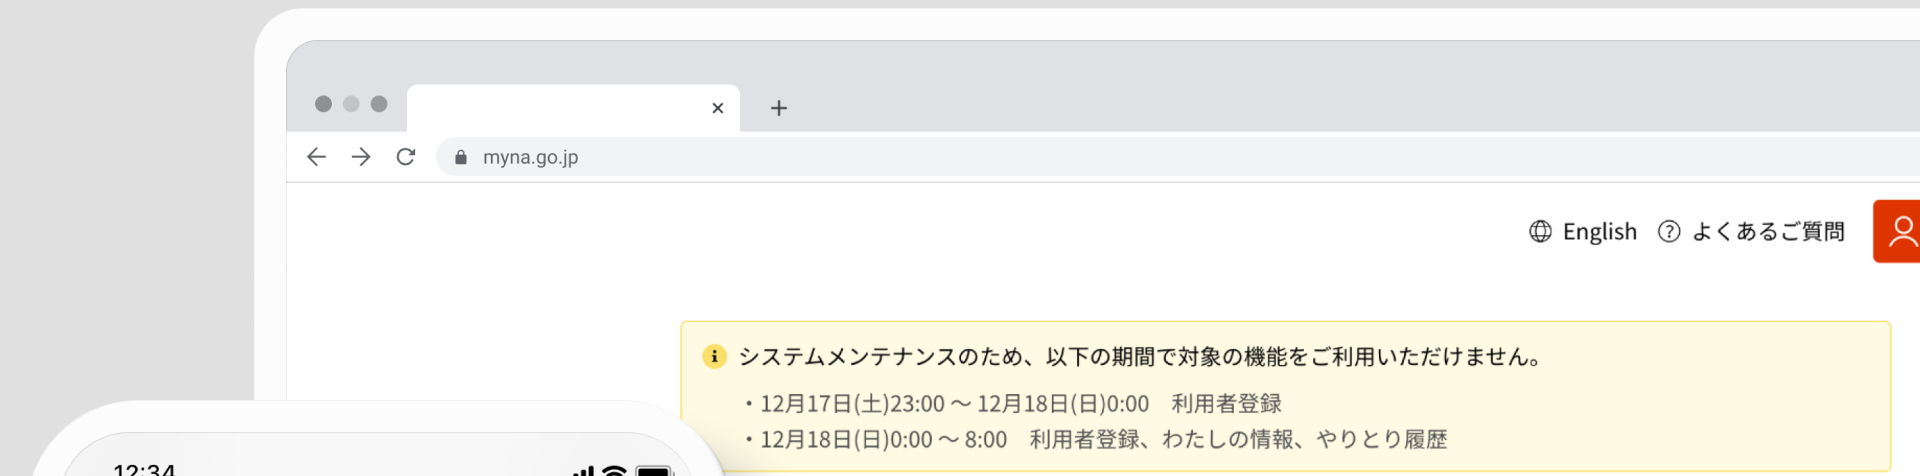 myna.go.jp
English
よくあるご質問
システムメンテナンスのため、以下の期間で対象の機能をご利用いただけません。
・12月17日(土)23:00 〜 12月18日(日)0:00　利用者登録
・12月18日(日)0:00 〜 8:00　利用者登録、わたしの情報、やりとり履歴
12:34